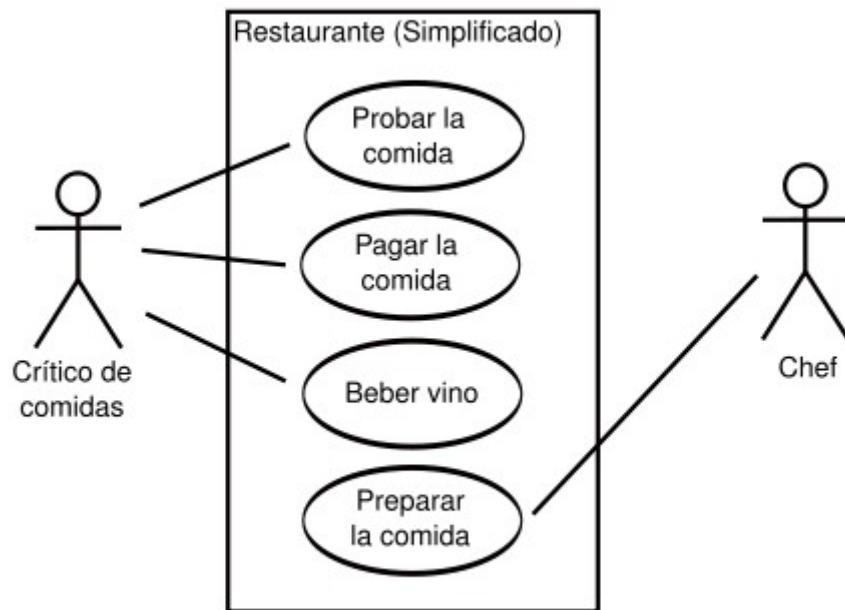 Restaurante (Simplificado)
Probar la
comida
Pagar la
comida
Beber vino
Preparar
la comida
Crítico de
comidas
Chef